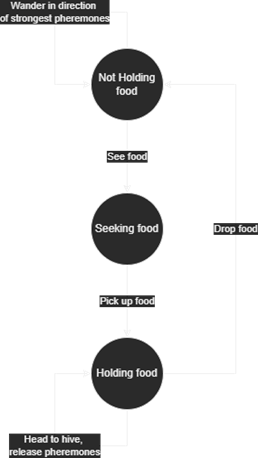 Wander in direction
of strongest pheremones
Not Holding
food
See food
Seeking food
Drop food
Pick up food
Holding food
Head to hive,
release pheremones